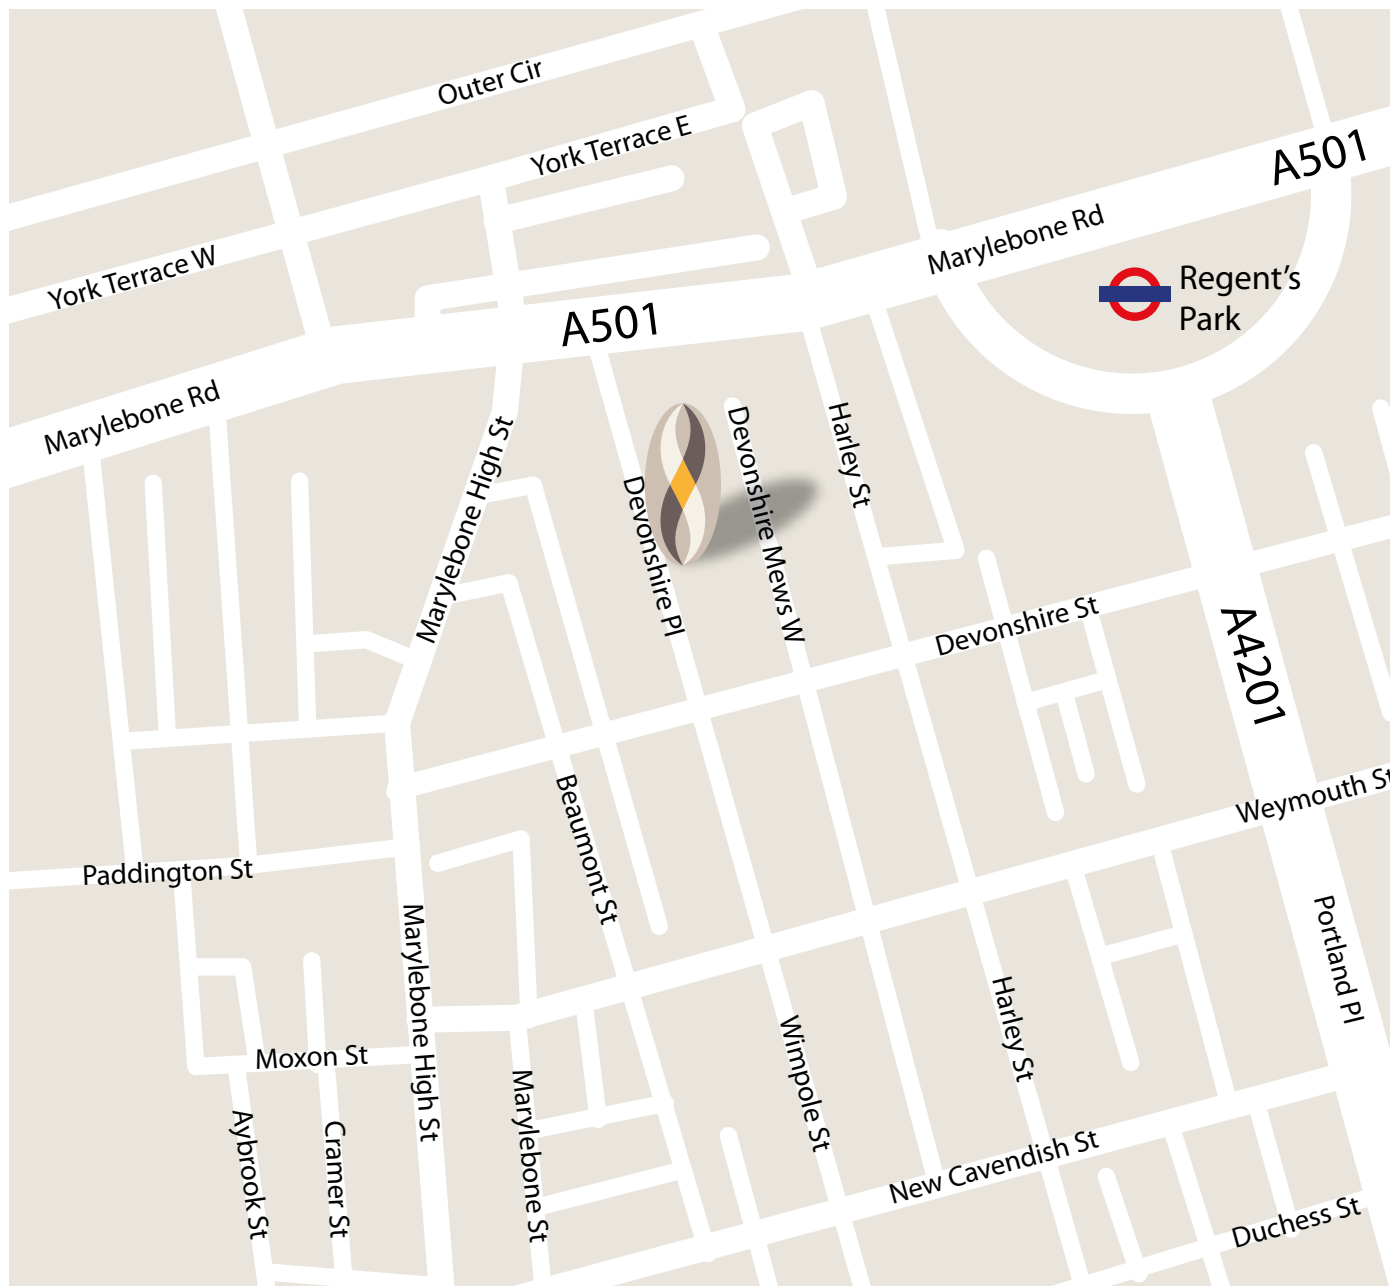 Outer Cir
York Terrace E
A501
York Terrace W
Marylebone Rd
Regent's
Park
A501
Marylebone Rd
Marylebone High St
Devonshire Pl
Devonshire Mews W
Harley St
Devonshire St
A4201
Weymouth St
Beaumont St
Paddington St
Marylebone High St
Portland Pl
Harley St
Wimpole St
Moxon St
Marylebone St
Aybrook St
Cramer St
New Cavendish St
Duchess St